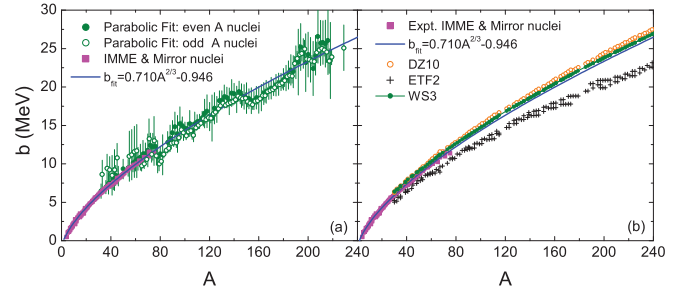 Parabolic Fit: even A nuclei
Parabolic Fit: odd A nuclei
IMME & Mirror nuclei
b_fit=0.710A^2/3-0.946
b (MeV)
35
30
25
20
15
10
5
0
0 40 80 120 160 200 240
A
(a)
Expt. IMME & Mirror nuclei
b_fit=0.710A^2/3-0.946
DZ10
ETF2
WS3
40 80 120 160 200 240
A
(b)